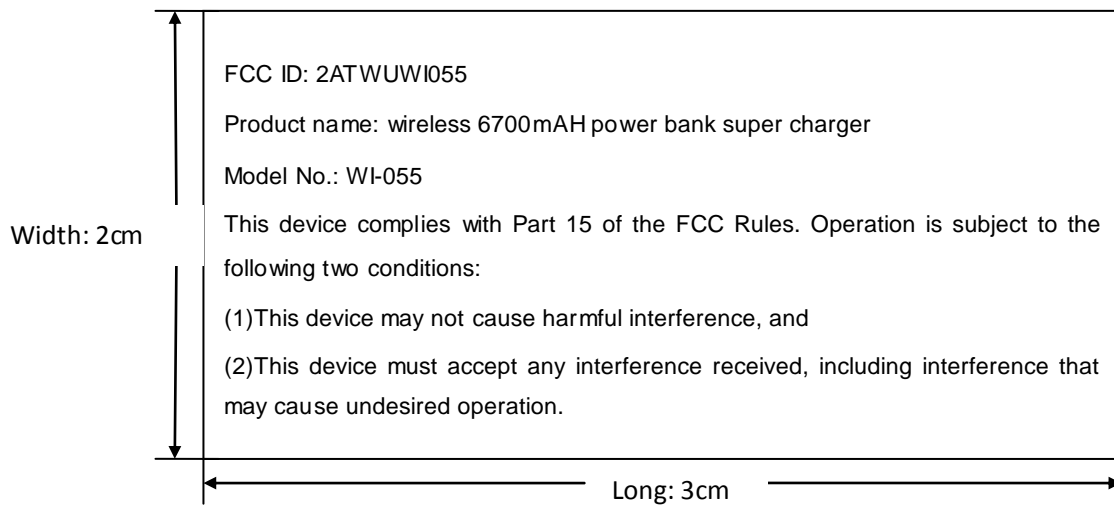 FCC ID: 2ATWUWI055
Product name: wireless 6700mAH power bank super charger
Model No.: WI-055
This device complies with Part 15 of the FCC Rules. Operation is subject to the
Width: 2cm
following two conditions:
(1)This device may not cause harmful interference, and
(2)This device must accept any interference received, including interference that
may cause undesired operation.
Long: 3cm